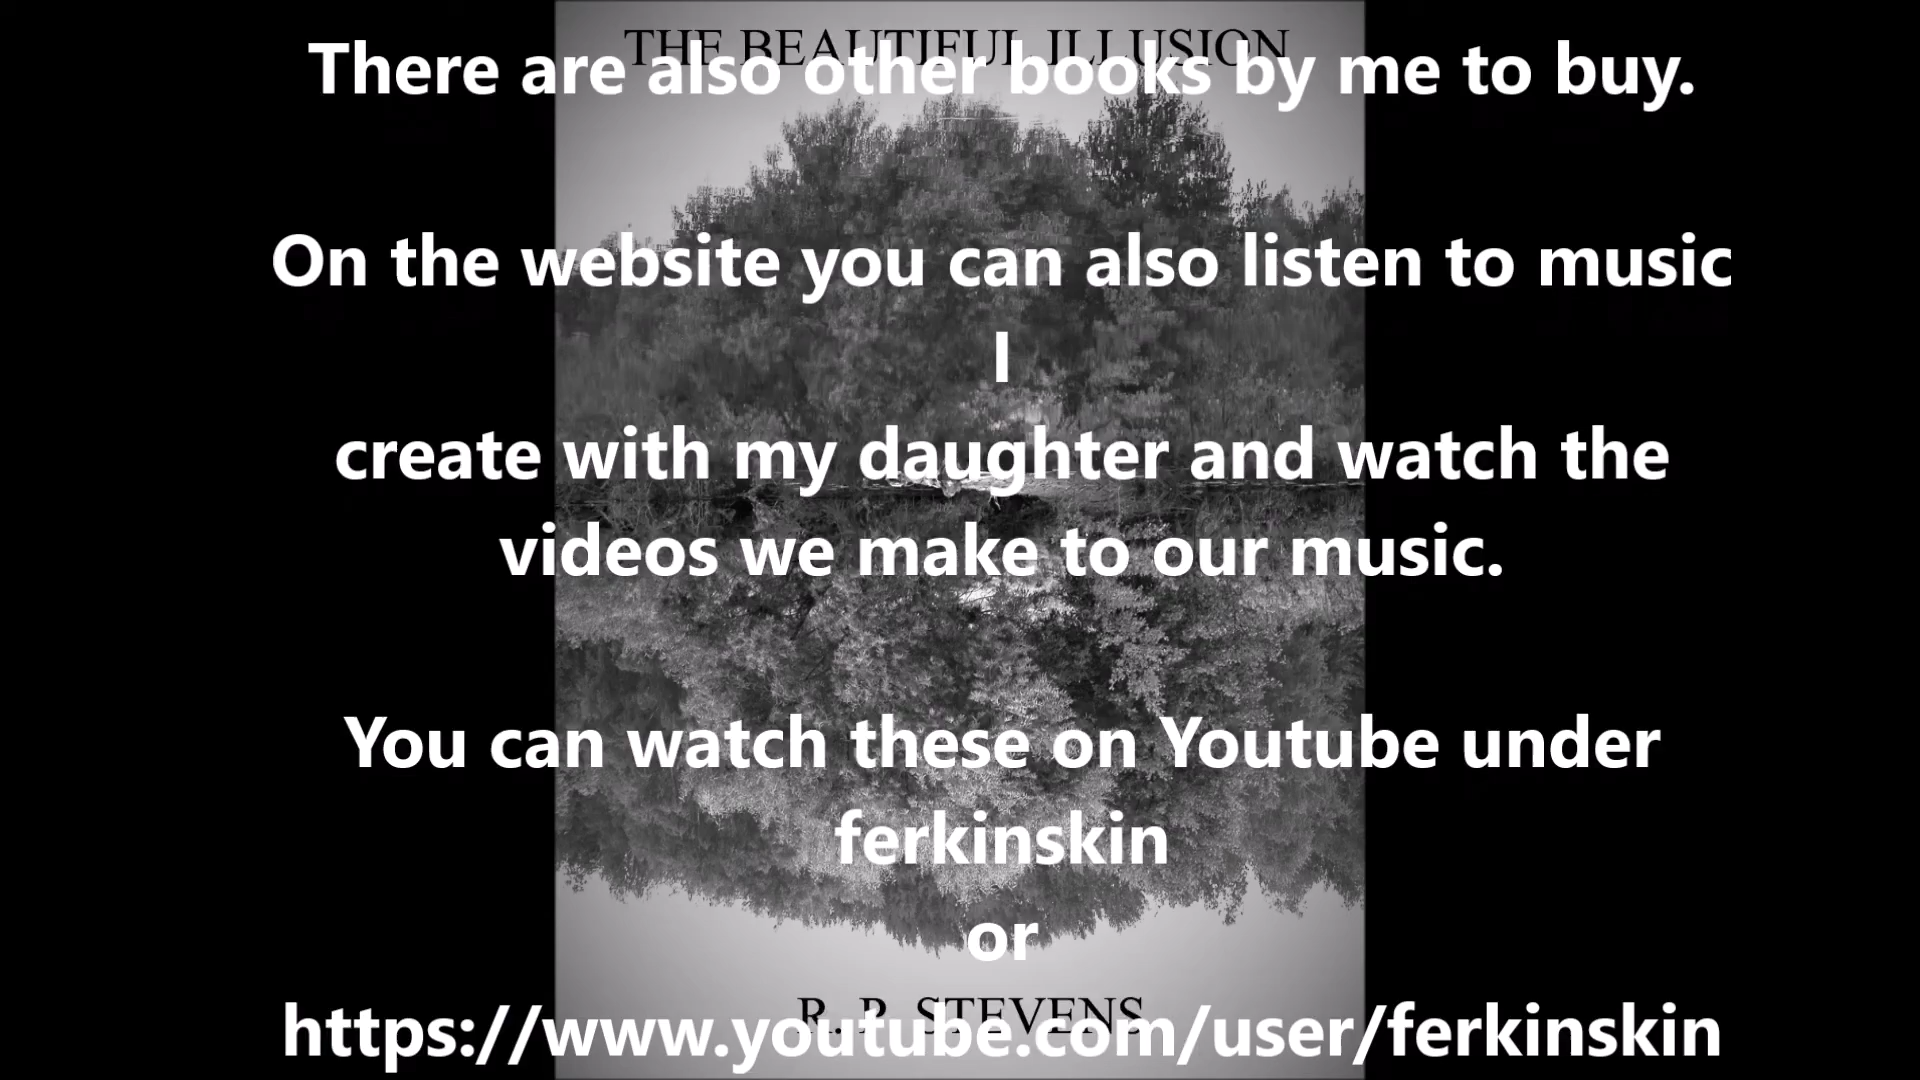 THE BEAUTIFUL ILLUSION
There are also other books by me to buy.
On the website you can also listen to music
I
create with my daughter and watch the
videos we make to our music.
You can watch these on Youtube under
ferkinskin
or
R. P. STEVENS
https://www.youtube.com/user/ferkinskin